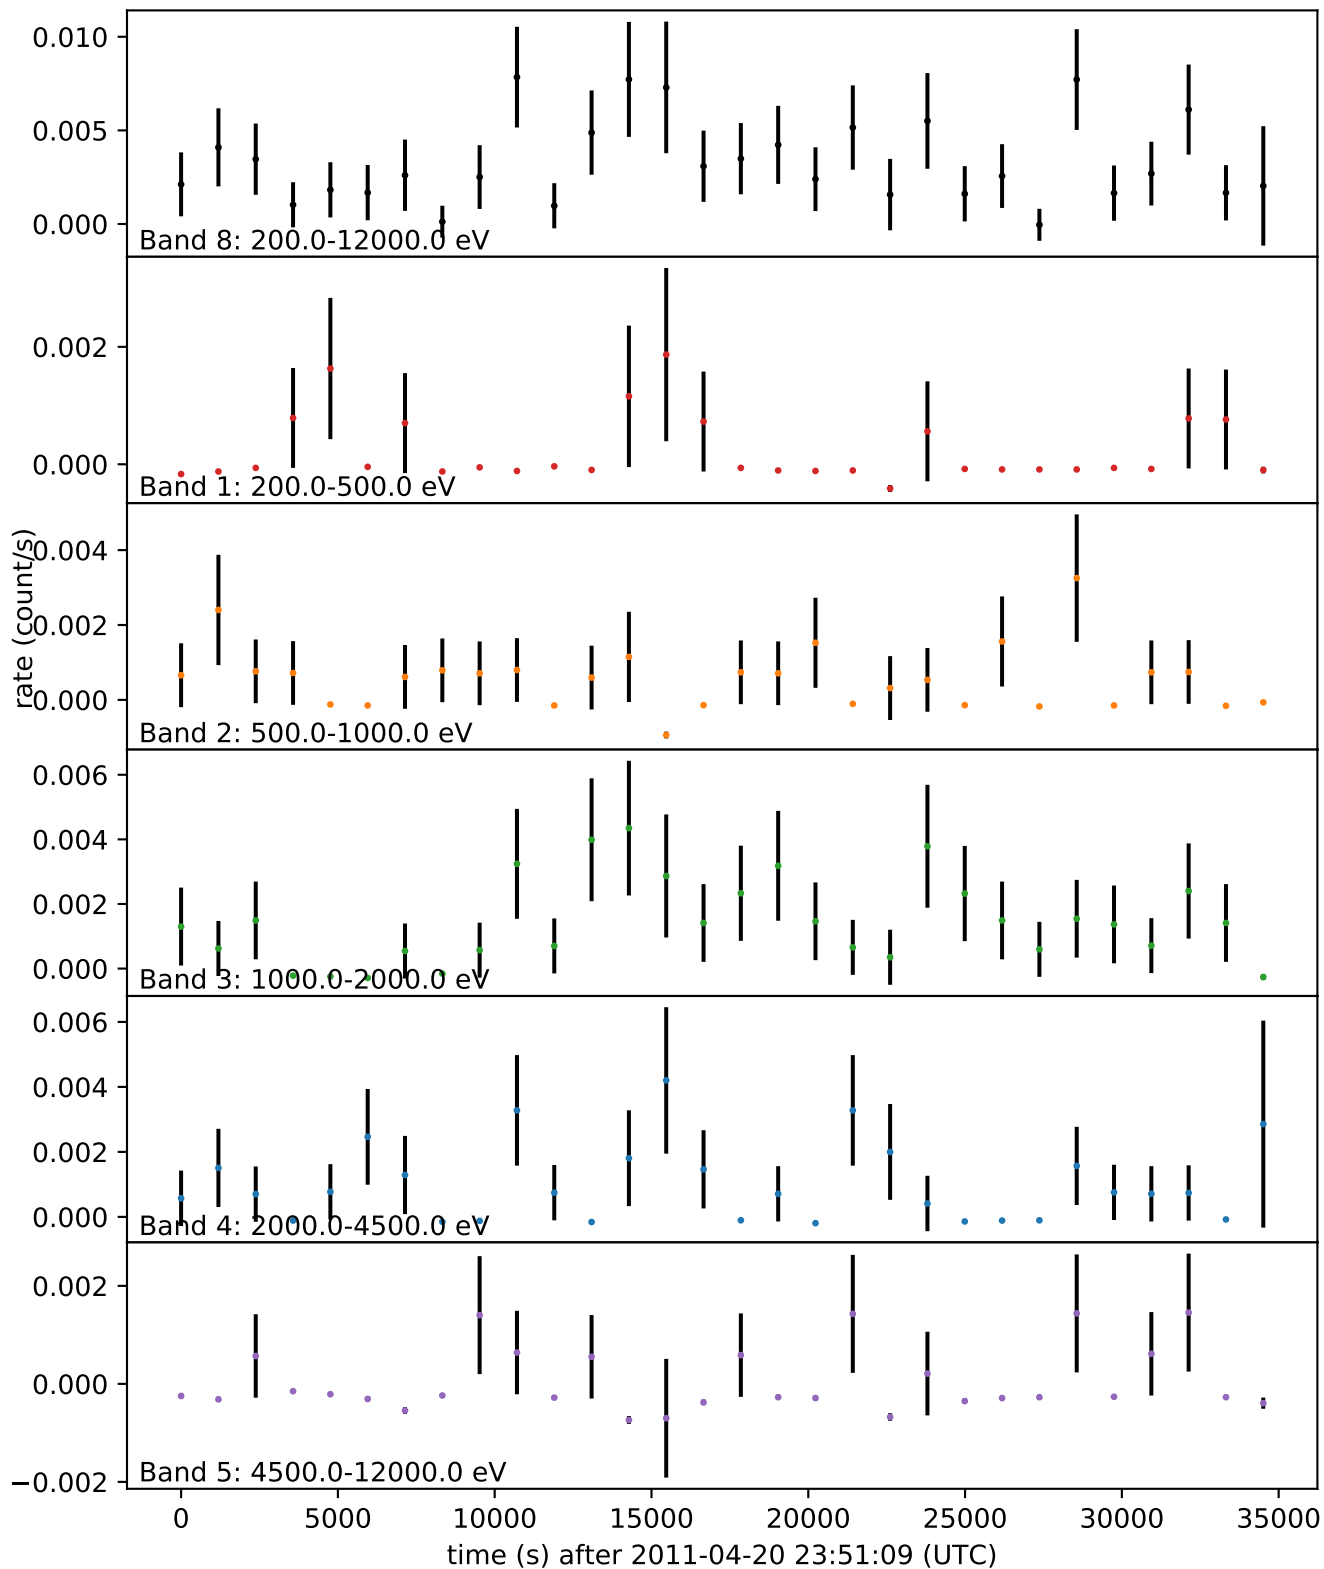 0.010
0.005
0.000
Band 8: 200.0-12000.0 eV
0.002
0.000
Band 1: 200.0-500.0 eV
rate (count/s)
0.004
0.002
0.000
Band 2: 500.0-1000.0 eV
0.006
0.004
0.002
0.000
Band 3: 1000.0-2000.0 eV
0.006
0.004
0.002
0.000
Band 4: 2000.0-4500.0 eV
0.002
0.000
−0.002
Band 5: 4500.0-12000.0 eV
0 5000 10000 15000 20000 25000 30000 35000
time (s) after 2011-04-20 23:51:09 (UTC)